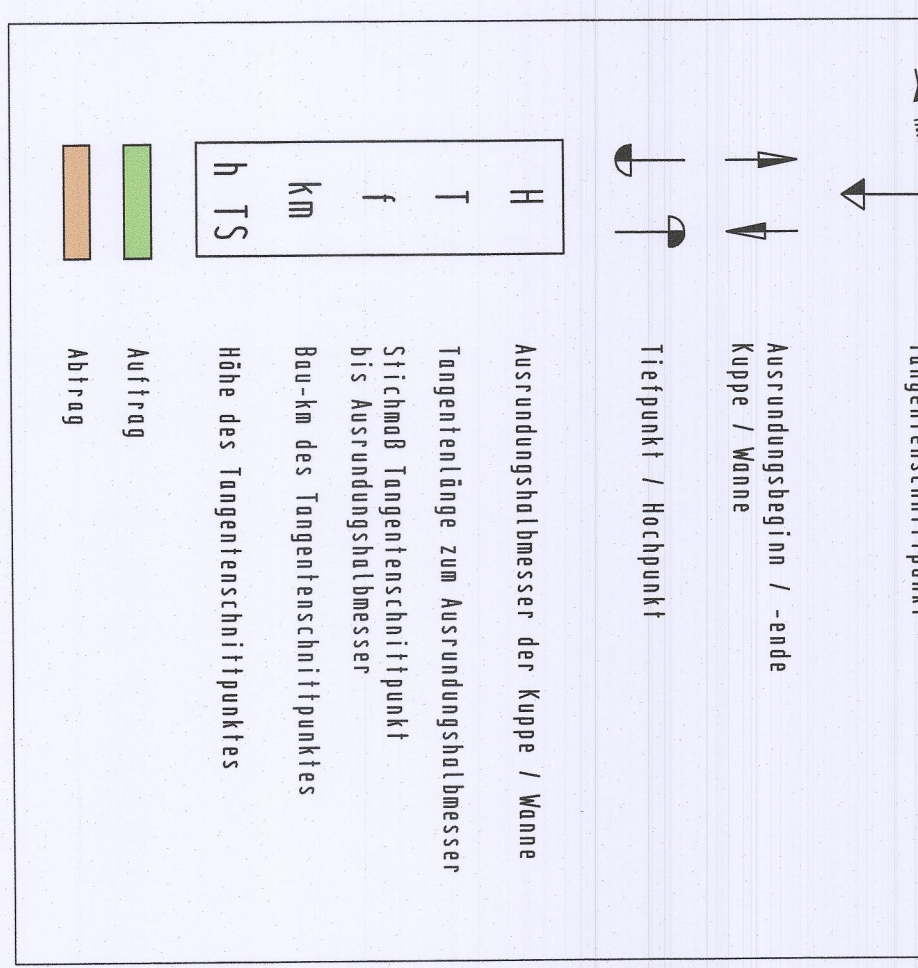 Tangentenschnittpunkt
Ausrundungsbeginn / -ende
Kuppe / Wanne
Tiefpunkt / Hochpunkt
H Ausrundungshalbmesser der Kuppe / Wanne
T Tangentenlänge zum Ausrundungshalbmesser
f Stichmaß Tangentenschnittpunkt
bis Ausrundungshalbmesser
km Bau-km des Tangentenschnittpunktes
h TS Höhe des Tangentenschnittpunktes
Auftrag
Abtrag